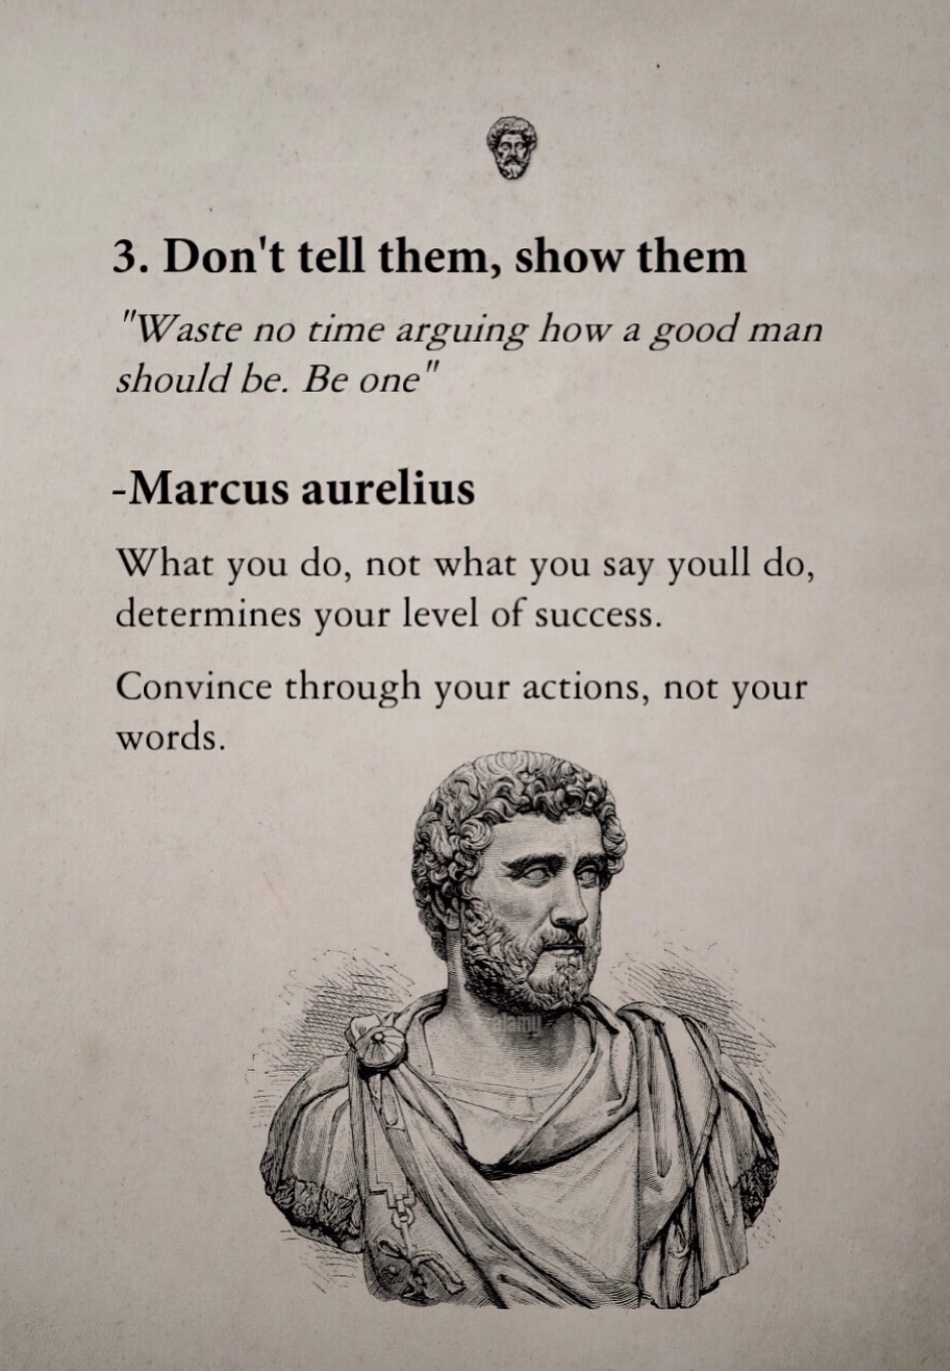 3. Don't tell them, show them
"Waste no time arguing how a good man
should be. Be one"
-Marcus aurelius
What you do, not what you say youll do,
determines your level of success.
Convince through your actions, not your
words.
alamy